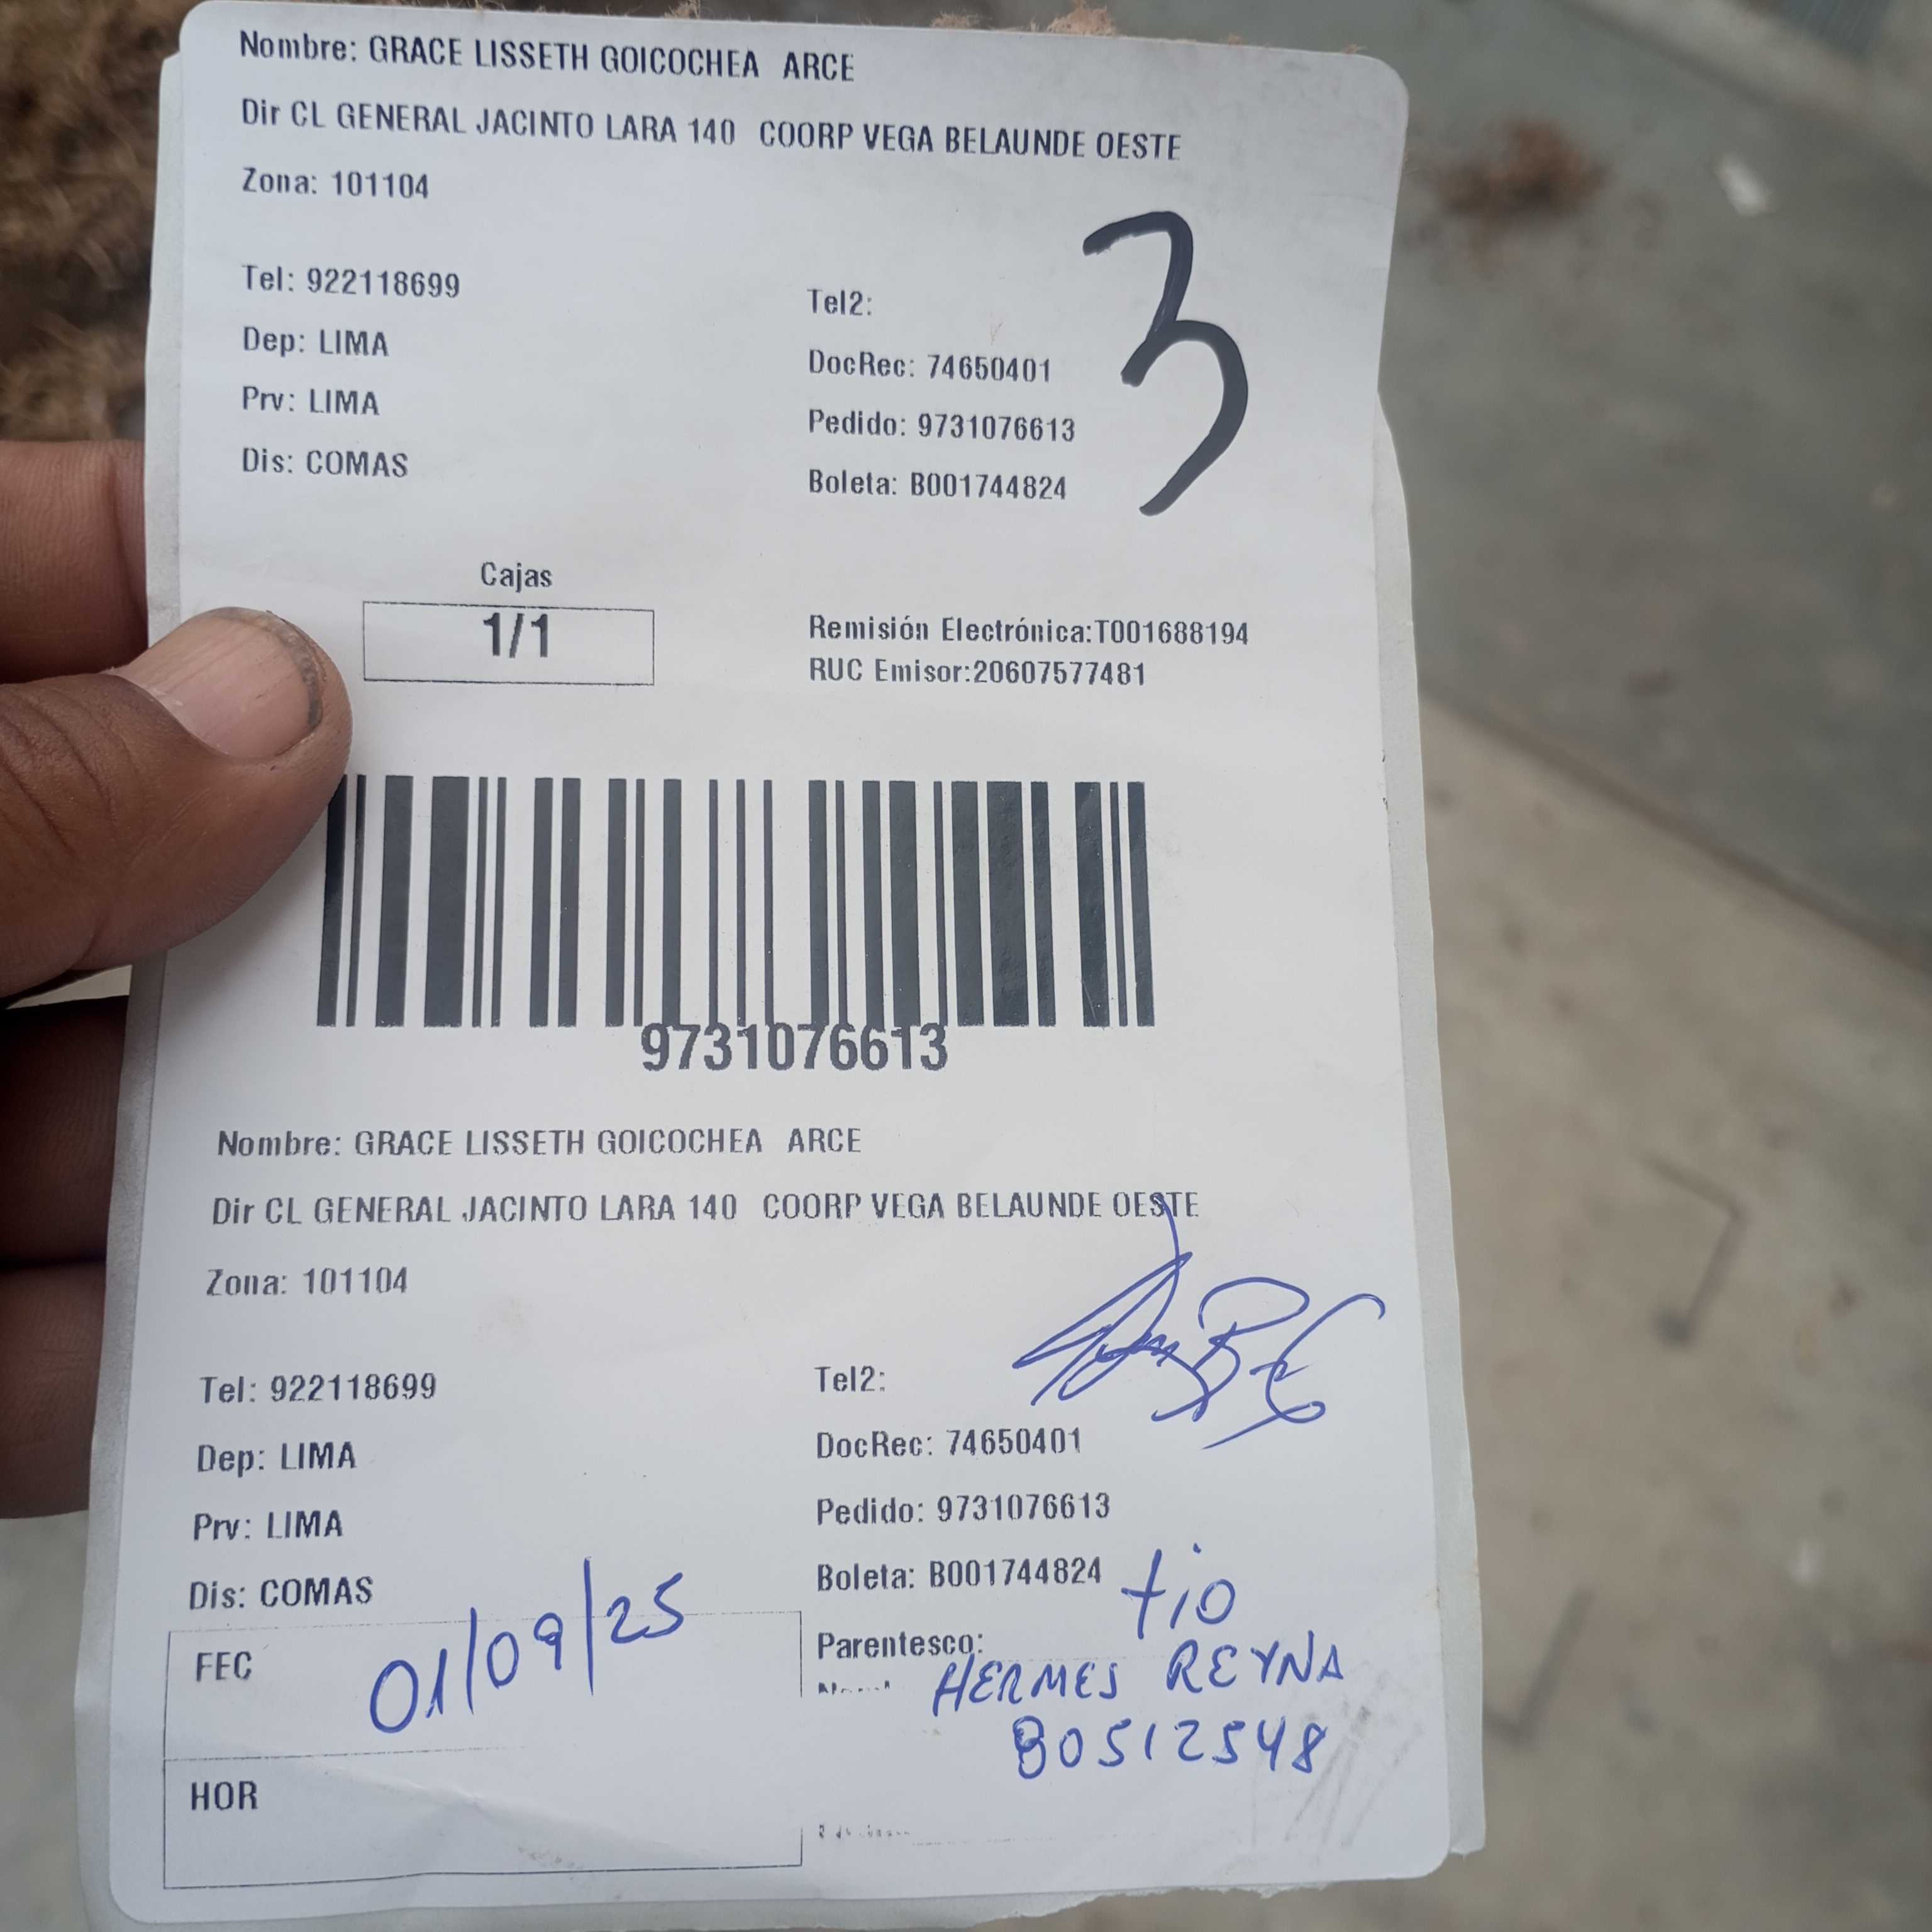 Nombre: GRACE LISSETH GOICOCHEA ARCE
Dir CL GENERAL JACINTO LARA 140 COORP VEGA BELAUNDE OESTE
Zona: 101104
3
Tel: 922118699
Tel2:
Dep: LIMA
DocRec: 74650401
Prv: LIMA
Pedido: 9731076613
Dis: COMAS
Boleta: B001744824
Cajas
1/1
Remisión Electrónica:T001688194
RUC Emisor:20607577481
9731076613
Nombre: GRACE LISSETH GOICOCHEA ARCE
Dir CL GENERAL JACINTO LARA 140 COORP VEGA BELAUNDE OESTE
Zona: 101104
Tel: 922118699
Tel2:
Dep: LIMA
DocRec: 74650401
Prv: LIMA
Pedido: 9731076613
Dis: COMAS
Boleta: B001744824
tio
FEC 01/09/25
Parentesco:
HERMES REYNA
80512548
HOR